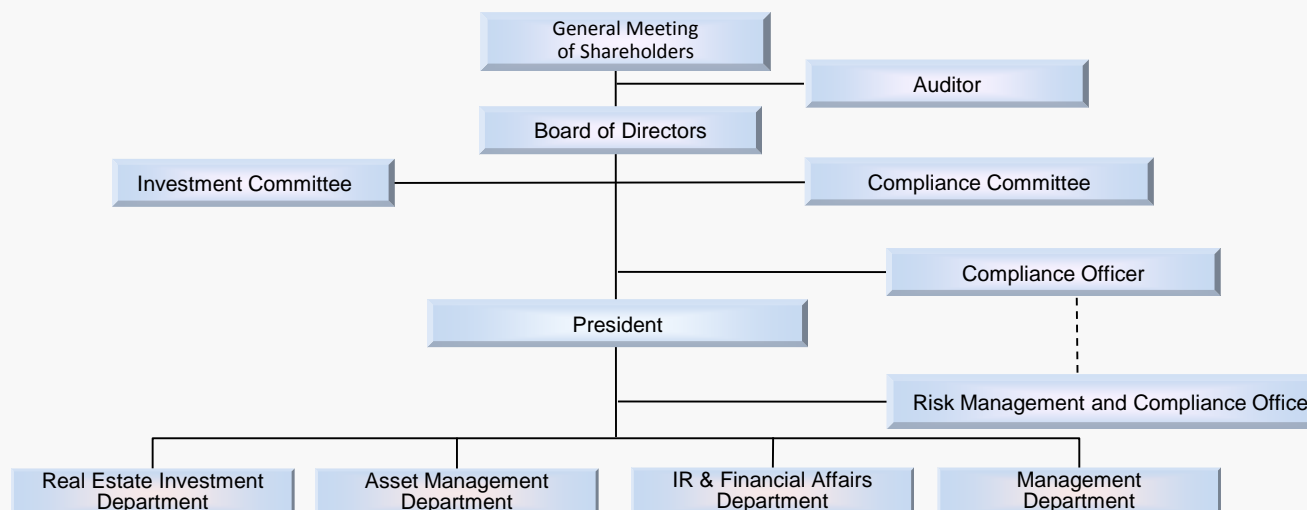 General Meeting
of Shareholders
Auditor
Board of Directors
Investment Committee
Compliance Committee
Compliance Officer
President
Risk Management and Compliance Office
Real Estate Investment
Department
Asset Management
Department
IR & Financial Affairs
Department
Management
Department